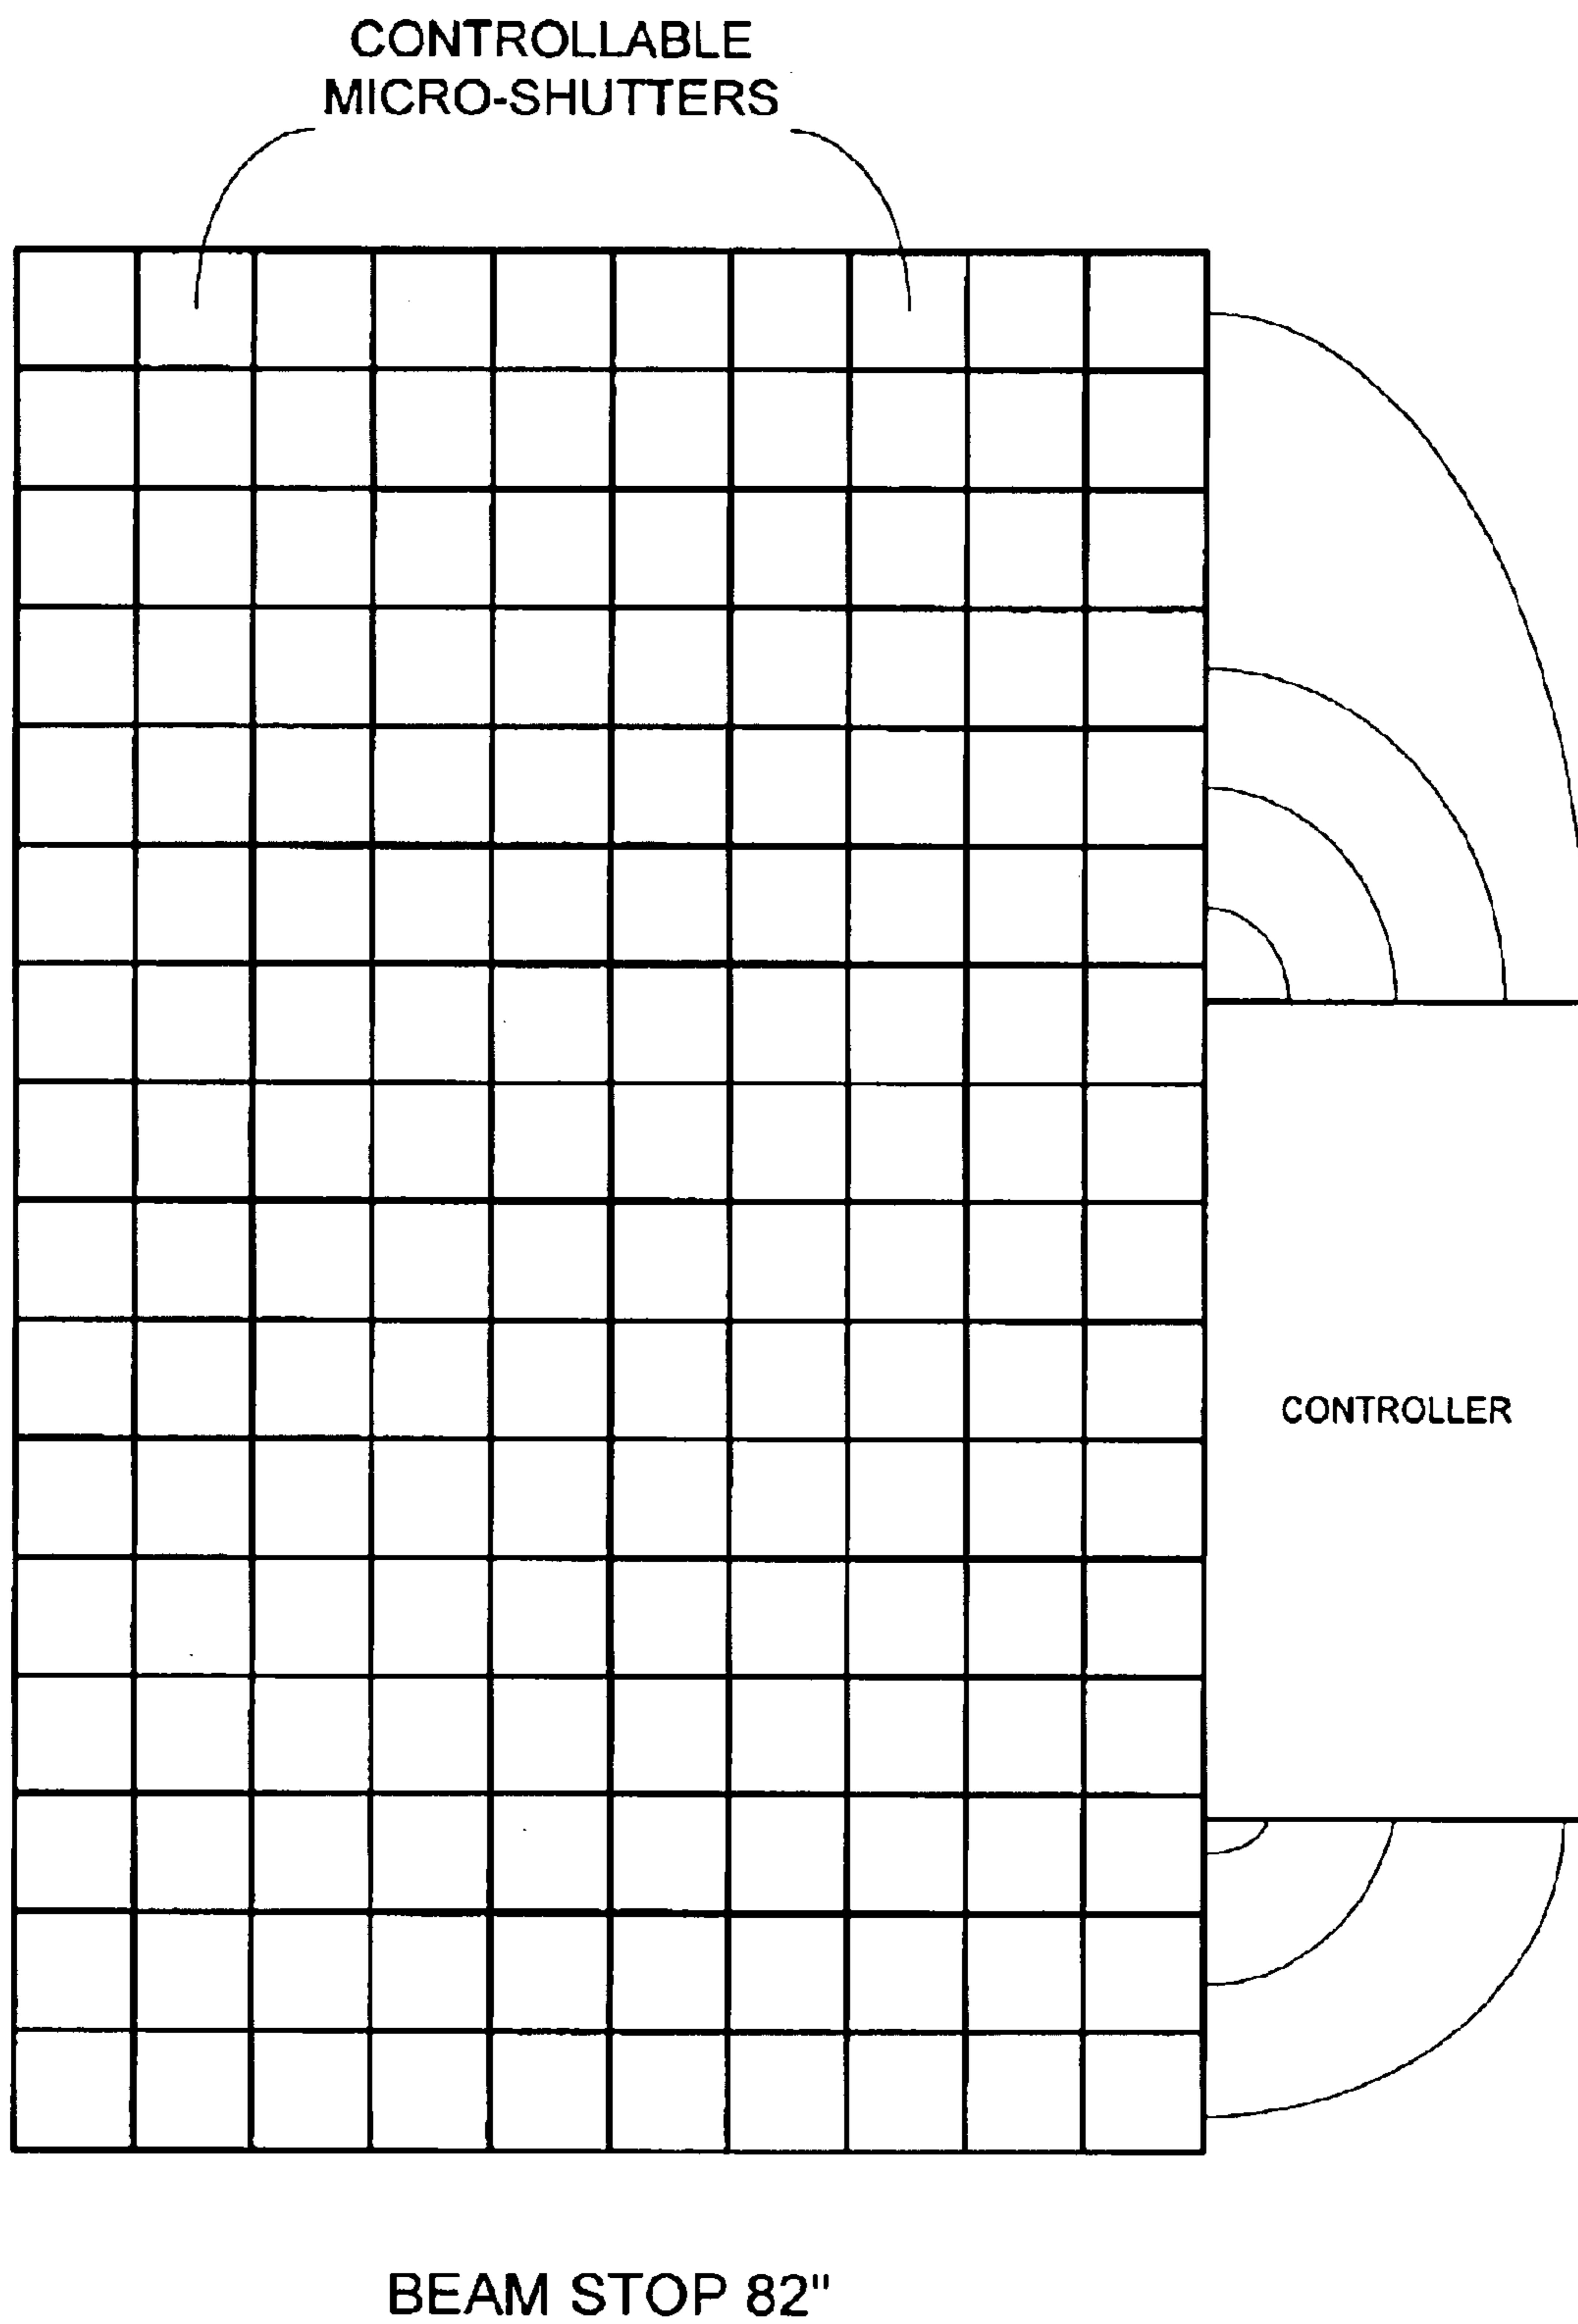 CONTROLLABLE
MICRO-SHUTTERS
CONTROLLER
BEAM STOP 82"